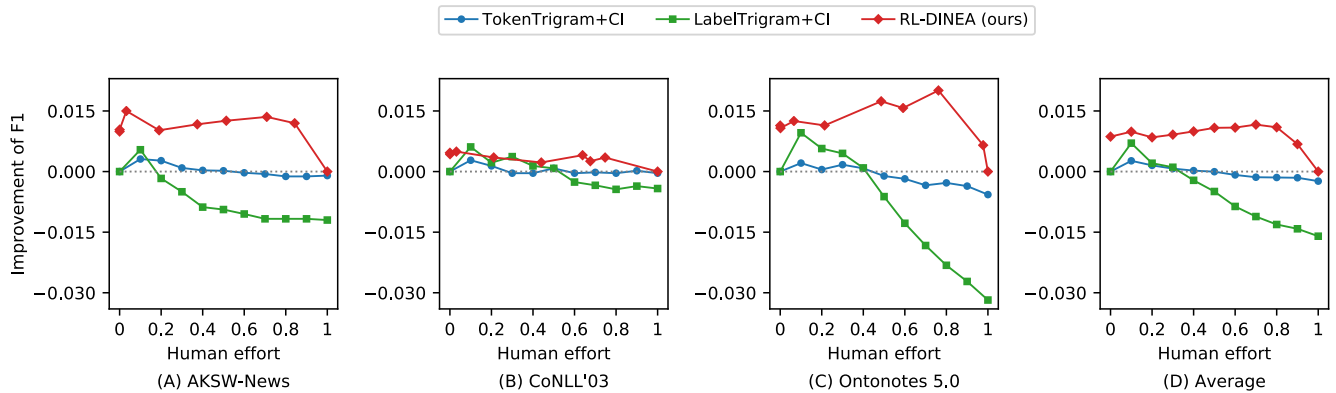 TokenTrigram+CI LabelTrigram+CI RL-DINEA (ours)
Improvement of F1
0.015
0.000
−0.015
−0.030
0 0.2 0.4 0.6 0.8 1
Human effort
(A) AKSW-News
0.015
0.000
−0.015
−0.030
0 0.2 0.4 0.6 0.8 1
Human effort
(B) CoNLL'03
0.015
0.000
−0.015
−0.030
0 0.2 0.4 0.6 0.8 1
Human effort
(C) Ontonotes 5.0
0.015
0.000
−0.015
−0.030
0 0.2 0.4 0.6 0.8 1
Human effort
(D) Average